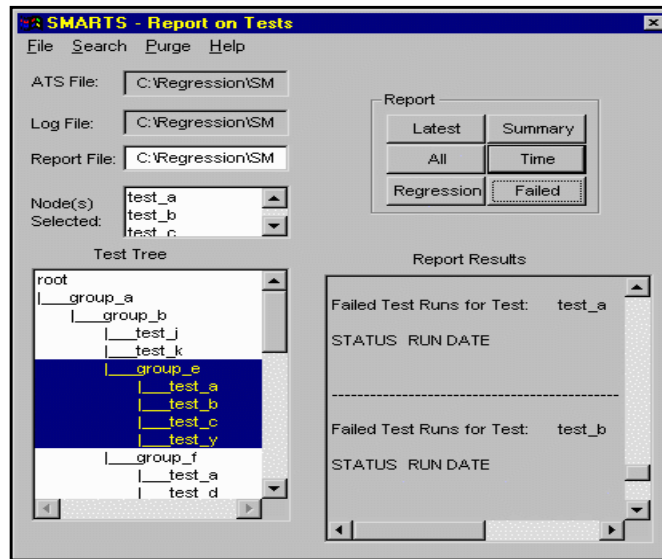 SMARTS - Report on Tests
File Search Purge Help
ATS File: C:\Regression\SM
Log File: C:\Regression\SM
Report File: C:\Regression\SM
Node(s) Selected:
test_a
test_b
test_c
Report
Latest Summary
All Time
Regression Failed
Test Tree
root
|___group_a
|___group_b
|___test_j
|___test_k
|___group_e
|___test_a
|___test_b
|___test_c
|___test_y
|___group_f
|___test_a
|___test_d
Report Results
Failed Test Runs for Test: test_a
STATUS RUN DATE
------------------------------------------------
Failed Test Runs for Test: test_b
STATUS RUN DATE